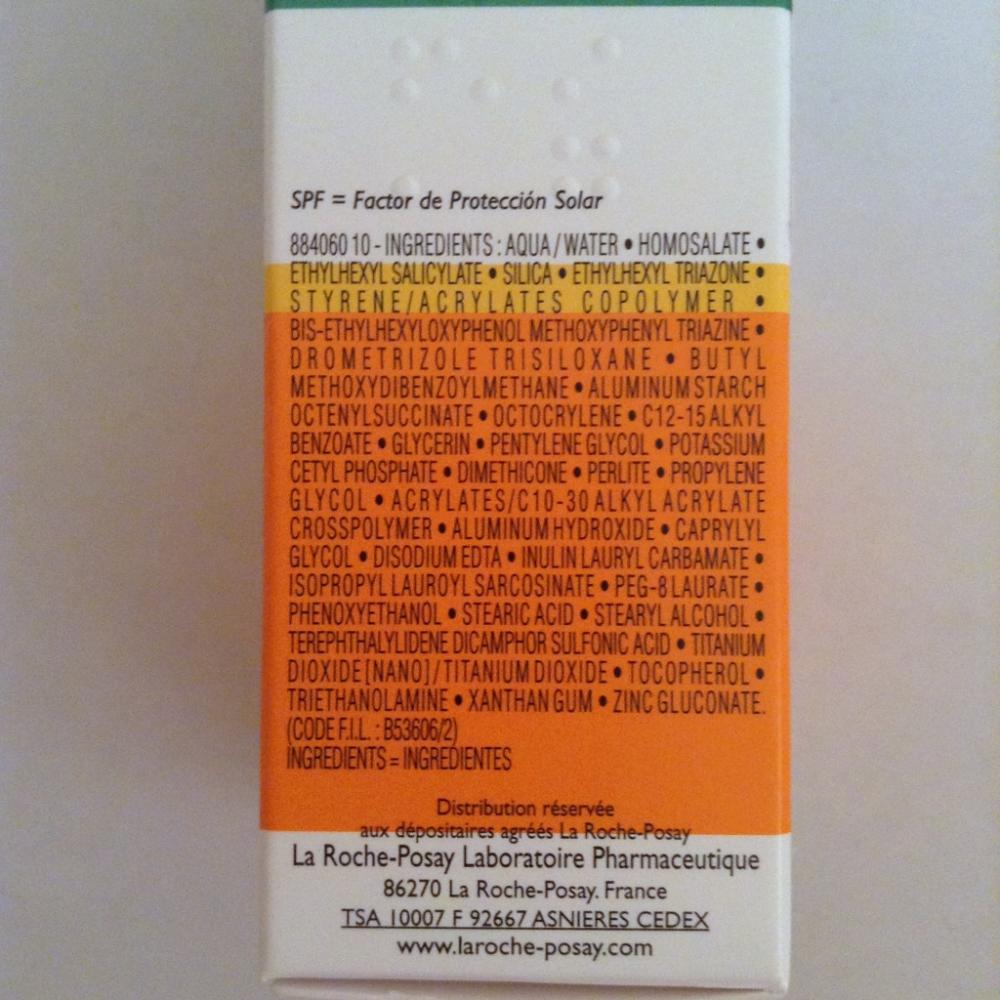 SPF = Factor de Protección Solar
884060 10 - INGREDIENTS : AQUA / WATER • HOMOSALATE •
ETHYLHEXYL SALICYLATE • SILICA • ETHYLHEXYL TRIAZONE •
STYRENE/ACRYLATES COPOLYMER •
BIS-ETHYLHEXYLOXYPHENOL METHOXYPHENYL TRIAZINE •
DROMETRIZOLE TRISILOXANE • BUTYL
METHOXYDIBENZOYLMETHANE • ALUMINUM STARCH
OCTENYLSUCCINATE • OCTOCRYLENE • C12-15 ALKYL
BENZOATE • GLYCERIN • PENTYLENE GLYCOL • POTASSIUM
CETYL PHOSPHATE • DIMETHICONE • PERLITE • PROPYLENE
GLYCOL • ACRYLATES/C10-30 ALKYL ACRYLATE
CROSSPOLYMER • ALUMINUM HYDROXIDE • CAPRYLYL
GLYCOL • DISODIUM EDTA • INULIN LAURYL CARBAMATE •
ISOPROPYL LAUROYL SARCOSINATE • PEG-8 LAURATE •
PHENOXYETHANOL • STEARIC ACID • STEARYL ALCOHOL •
TEREPHTHALYLIDENE DICAMPHOR SULFONIC ACID • TITANIUM
DIOXIDE [NANO] / TITANIUM DIOXIDE • TOCOPHEROL •
TRIETHANOLAMINE • XANTHAN GUM • ZINC GLUCONATE.
(CODE F.I.L. : B53606/2)
INGREDIENTS = INGREDIENTES
Distribution réservée
aux dépositaires agréés La Roche-Posay
La Roche-Posay Laboratoire Pharmaceutique
86270 La Roche-Posay. France
TSA 10007 F 92667 ASNIERES CEDEX
www.laroche-posay.com